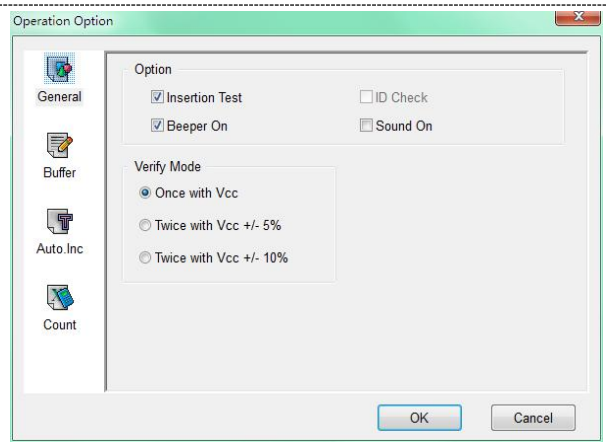 Operation Option
General
Buffer
Auto.Inc
Count
Option
Insertion Test
ID Check
Beeper On
Sound On
Verify Mode
Once with Vcc
Twice with Vcc +/- 5%
Twice with Vcc +/- 10%
OK
Cancel